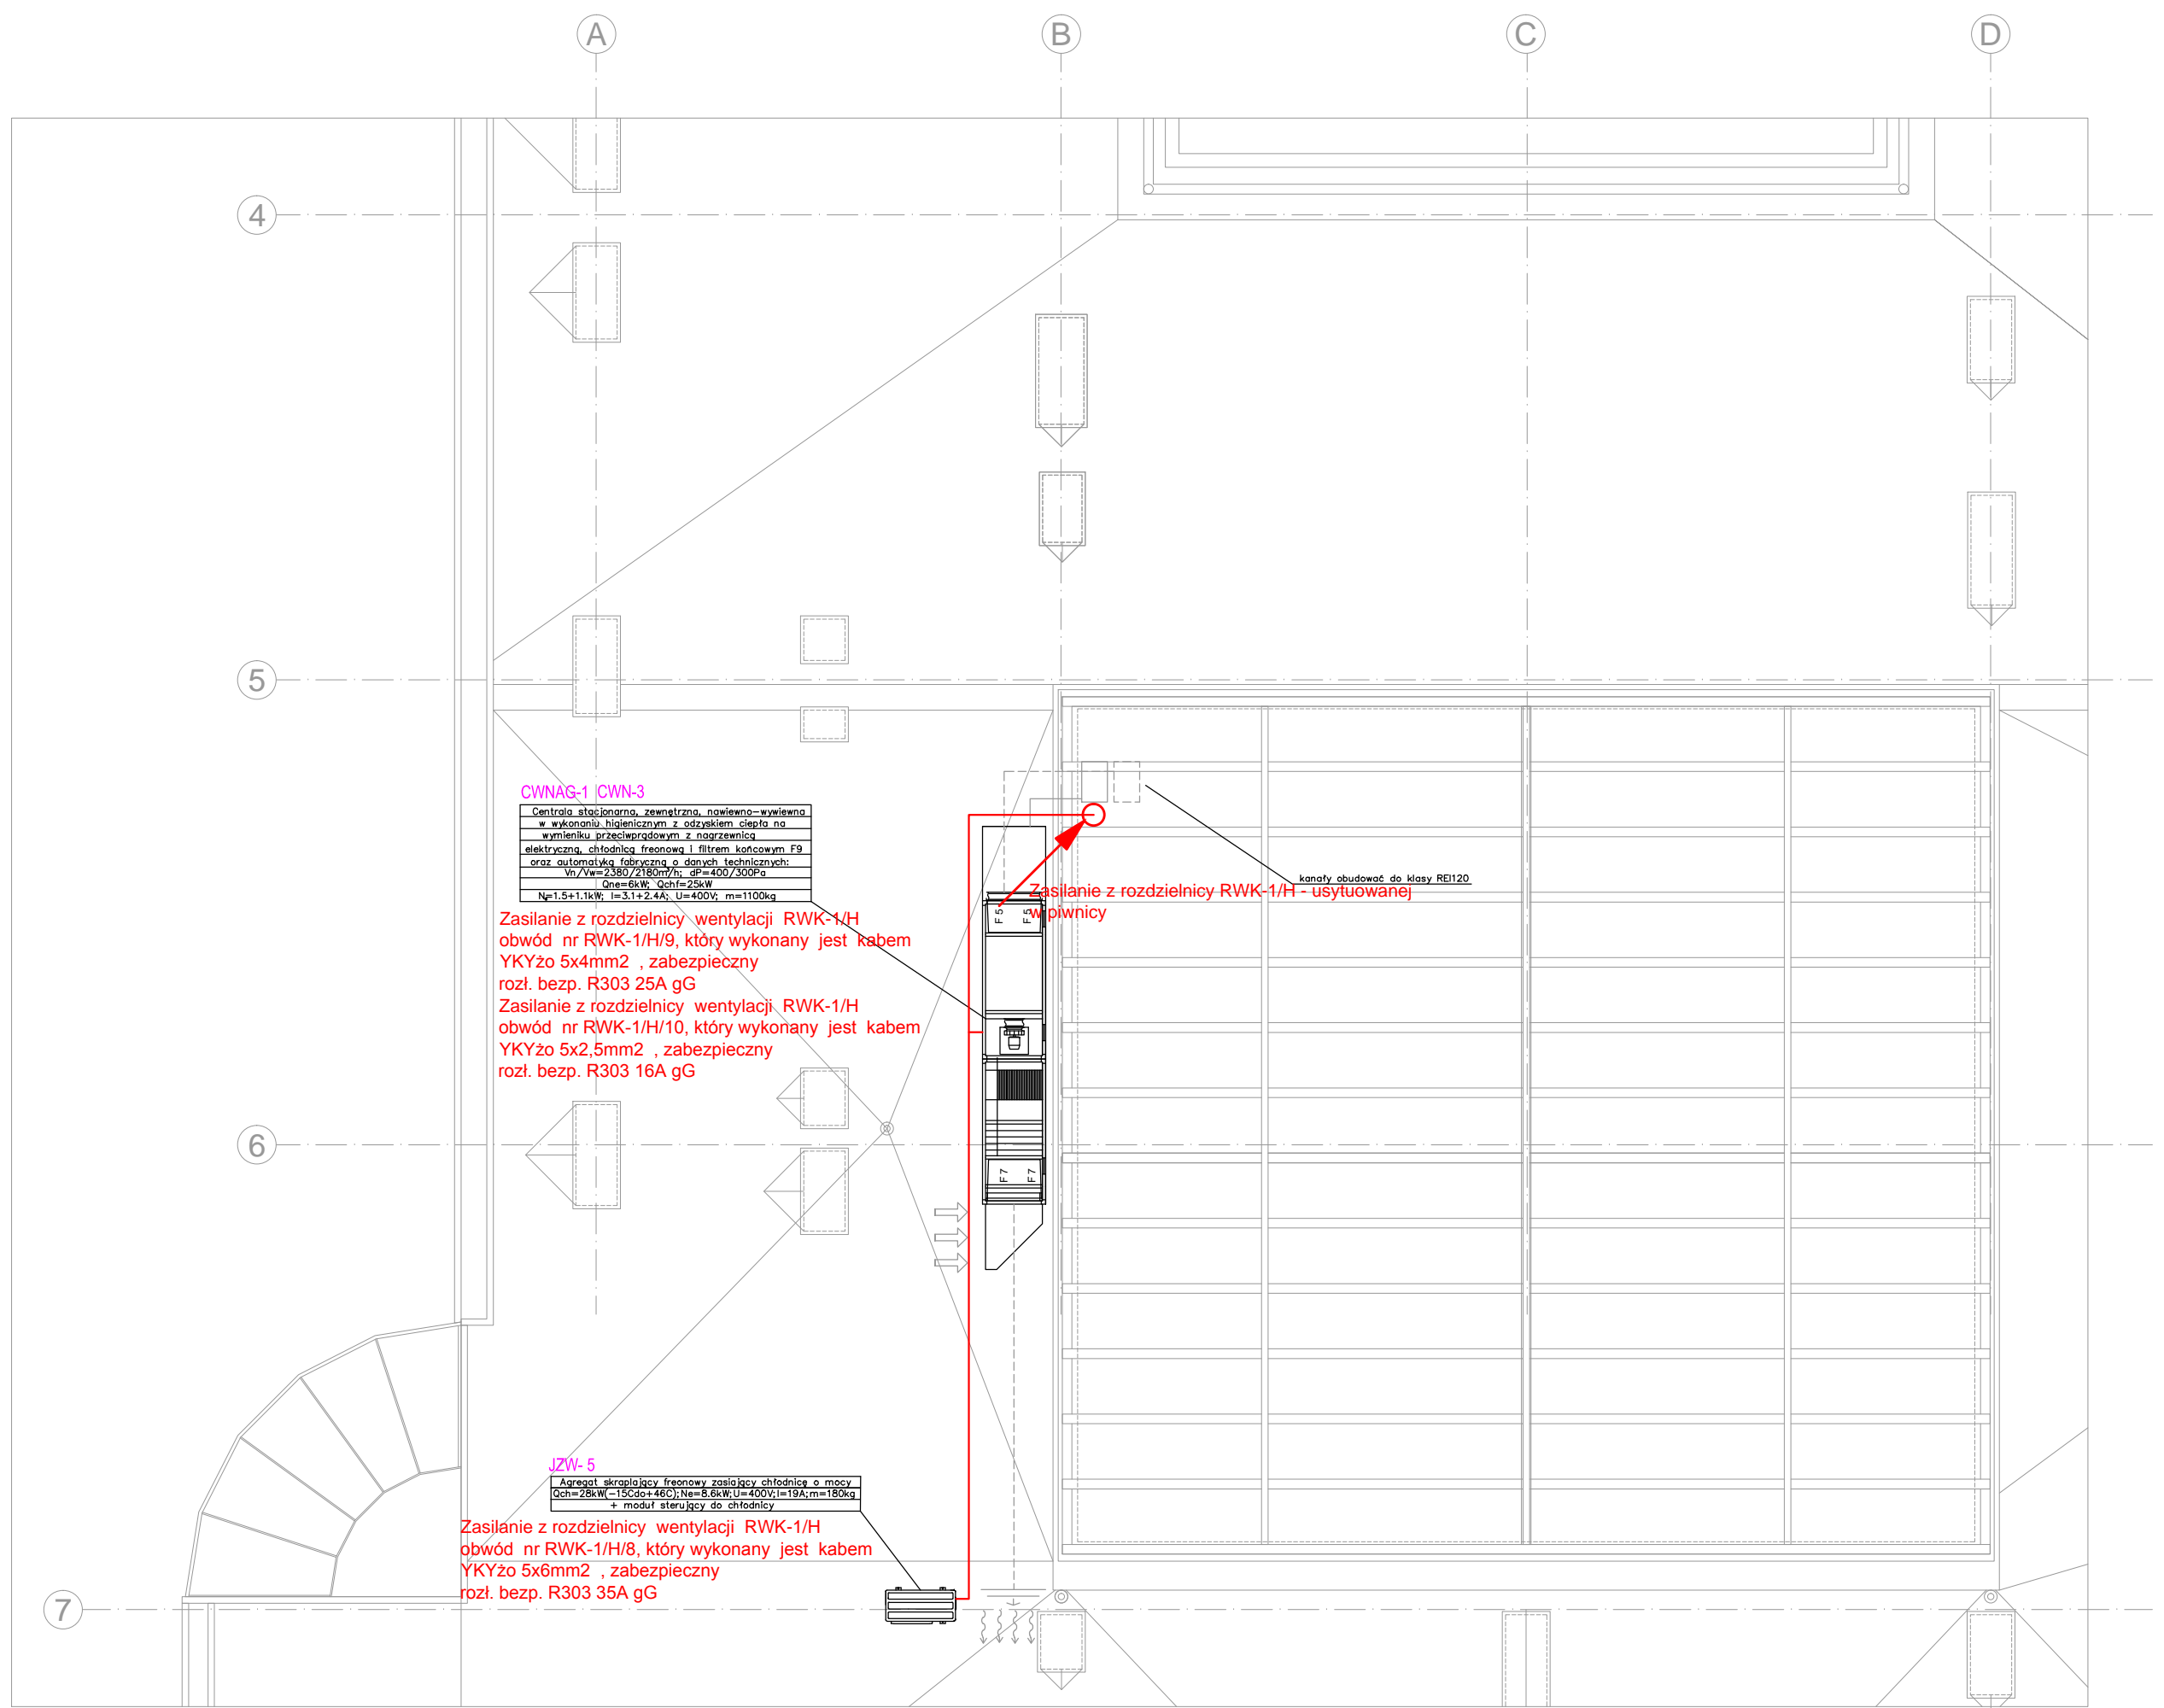 A
B
C
D
4
5
6
7
CWNAG-1 CWN-3
Centrala stacjonarna, zewnętrzna, nawiewno-wywiewna
w wykonaniu higienicznym z odzyskiem ciepła na
wymieniku przeciwprądowym z nagrzewnicą
elektryczną, chłodnicą freonową i filtrem końcowym F9
oraz automatyką fabryczną o danych technicznych:
Vn/Vw=2380/2180m³/h; dP=400/300Pa
Qne=6kW; Qchf=25kW
Ne=1.5+1.1kW; I=3.1+2.4A; U=400V; m=1100kg
Zasilanie z rozdzielnicy wentylacji RWK-1/H
obwód nr RWK-1/H/9, który wykonany jest kabem
YKYżo 5x4mm2 , zabezpieczny
rozł. bezp. R303 25A gG
Zasilanie z rozdzielnicy wentylacji RWK-1/H
obwód nr RWK-1/H/10, który wykonany jest kabem
YKYżo 5x2,5mm2 , zabezpieczny
rozł. bezp. R303 16A gG
kanały obudować do klasy REI120
Zasilanie z rozdzielnicy RWK-1/H - usytuowanej
w piwnicy
F5
F5
F7
F7
JZW- 5
Agregat skraplający freonowy zasiający chłodnicę o mocy
Qch=28kW(-15Cdo+46C);Ne=8.6kW;U=400V;I=19A;m=180kg
+ moduł sterujący do chłodnicy
Zasilanie z rozdzielnicy wentylacji RWK-1/H
obwód nr RWK-1/H/8, który wykonany jest kabem
YKYżo 5x6mm2 , zabezpieczny
rozł. bezp. R303 35A gG